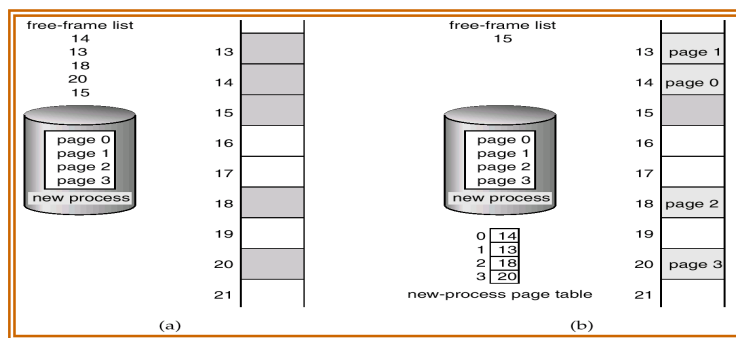 free-frame list
14
13
18
20
15
page 0
page 1
page 2
page 3
new process
13
14
15
16
17
18
19
20
21
(a)
free-frame list
15
page 0
page 1
page 2
page 3
new process
0 14
1 13
2 18
3 20
new-process page table
13 page 1
14 page 0
15
16
17
18 page 2
19
20 page 3
21
(b)